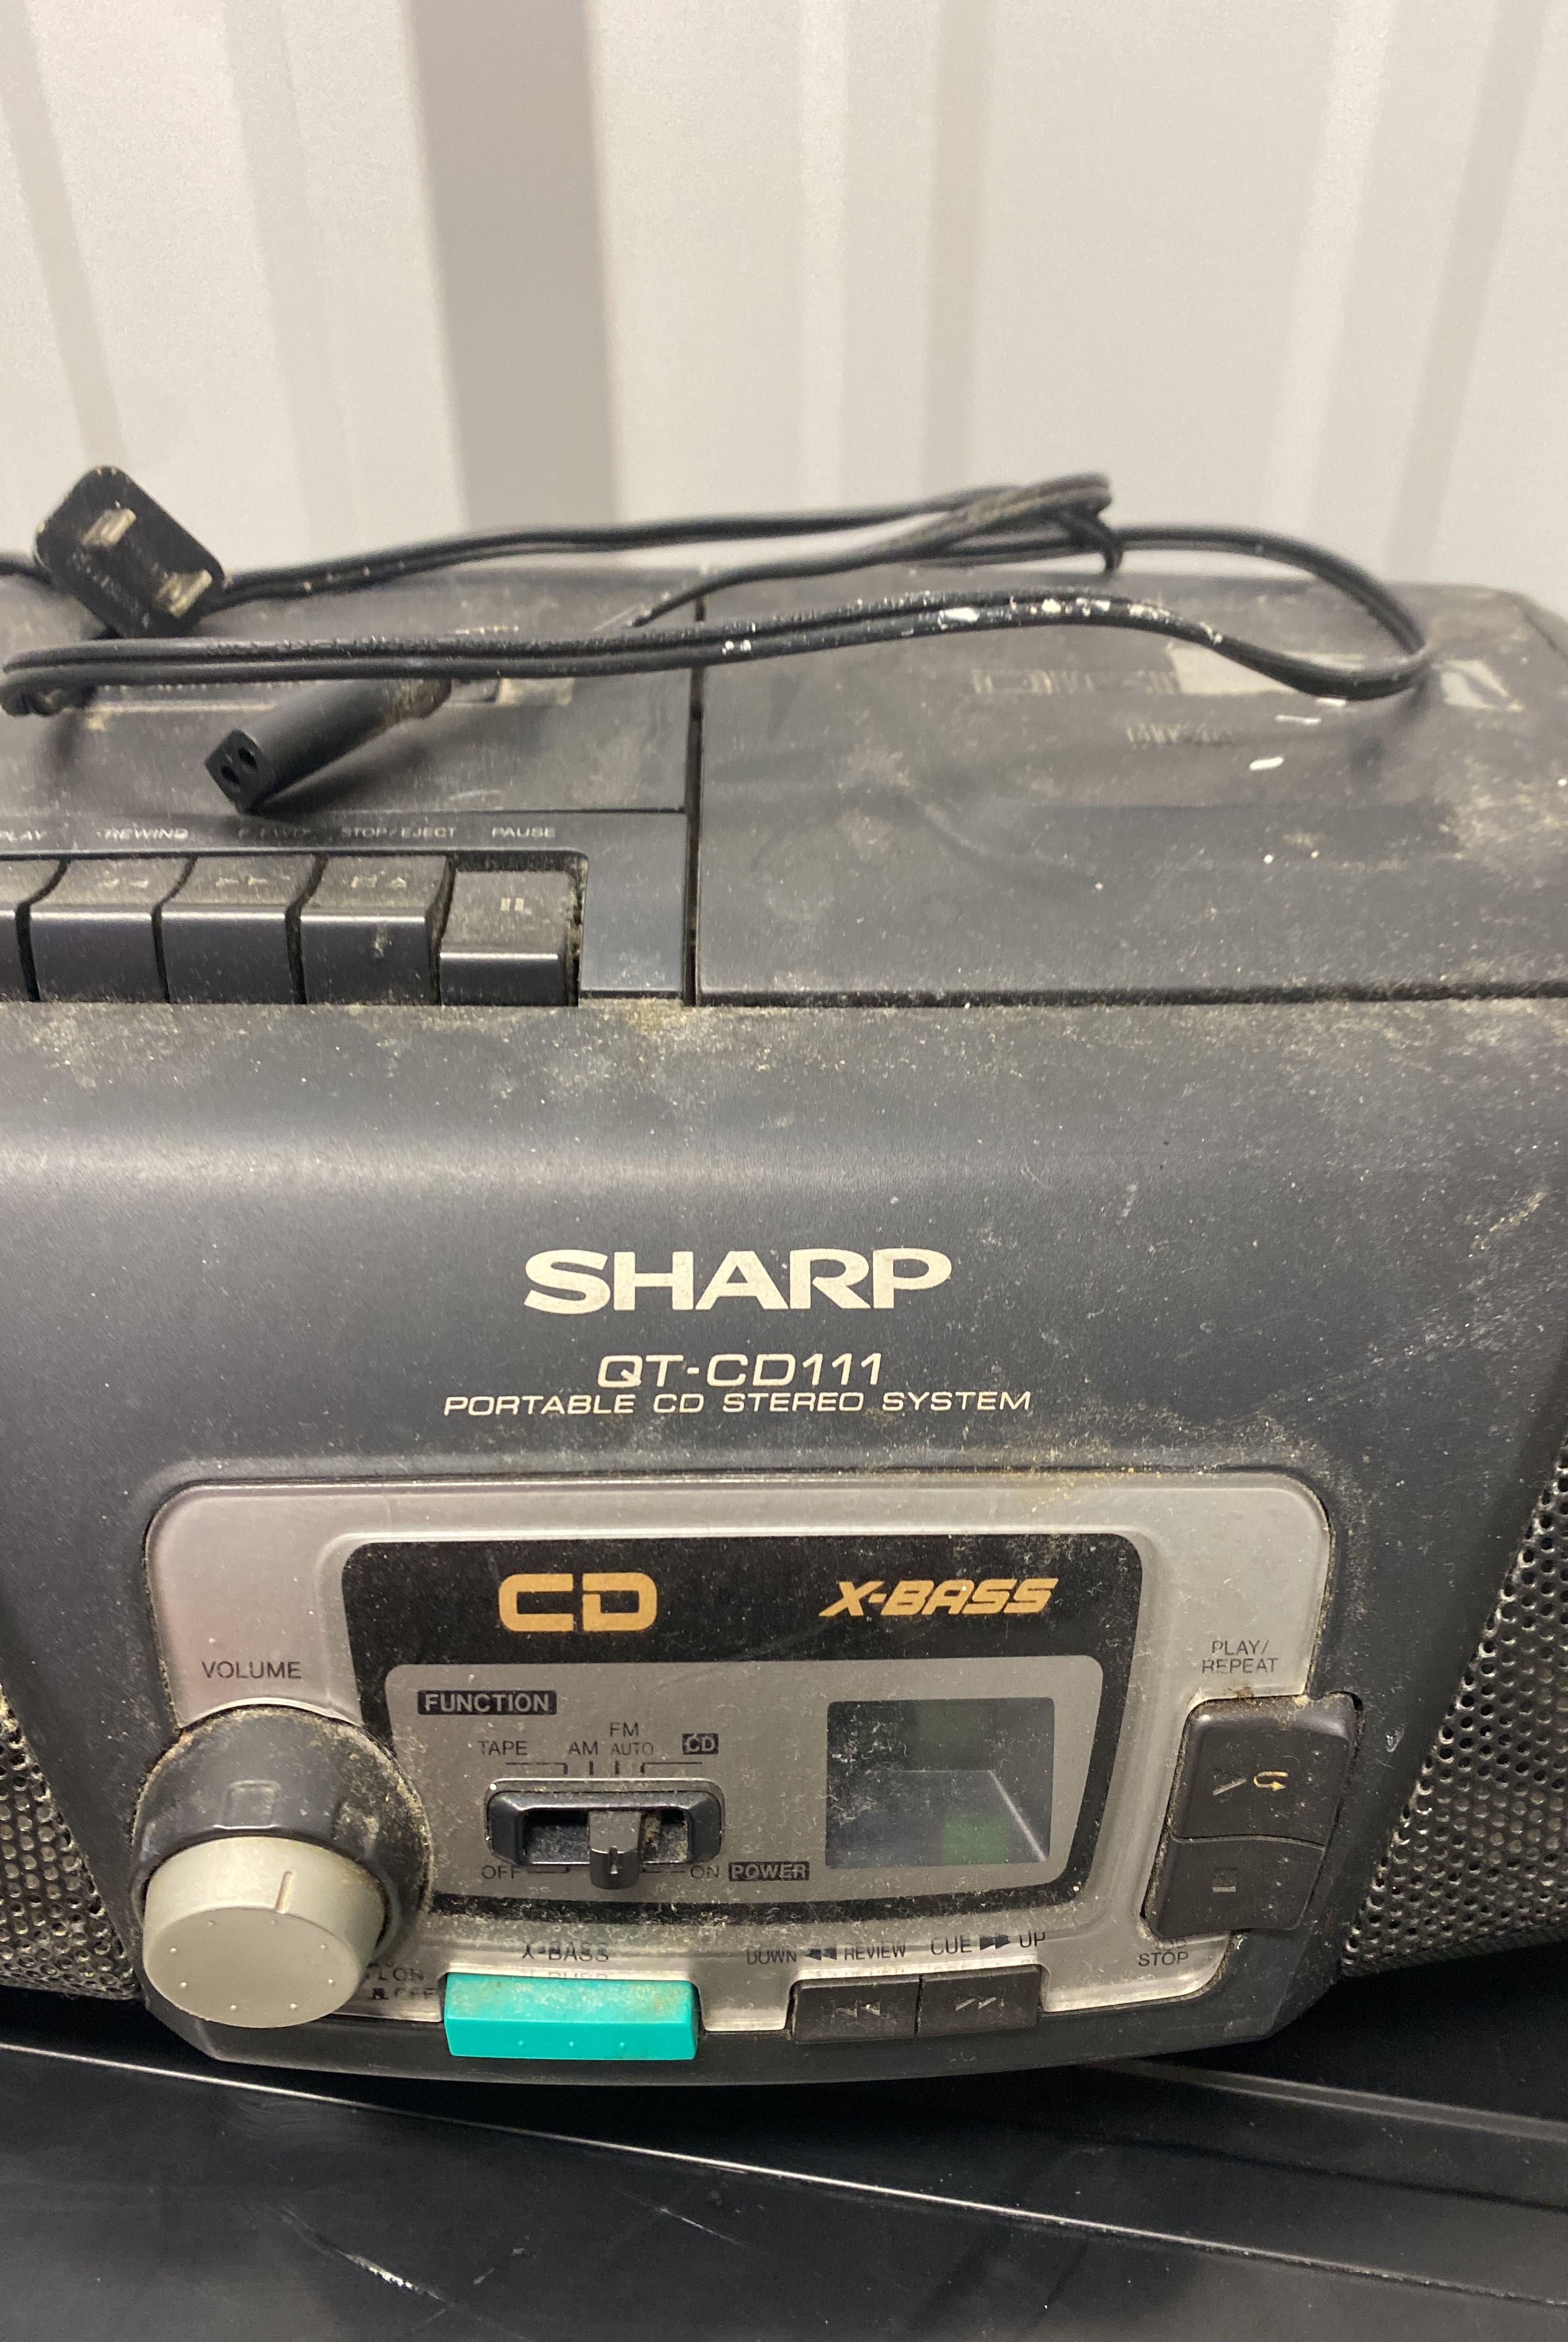 PLAY REWIND F.FWD STOP/EJECT PAUSE
SHARP
QT-CD111
PORTABLE CD STEREO SYSTEM
CD X-BASS
VOLUME
PLAY/
REPEAT
FUNCTION
TAPE AM FM AUTO CD
OFF ON POWER
X-BASS
DOWN REVIEW CUE UP
STOP